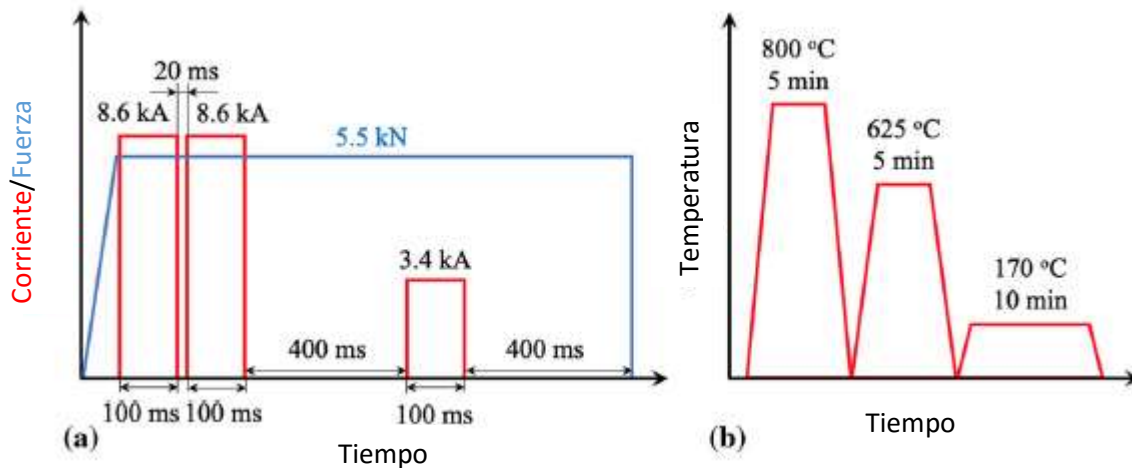 20 ms
8.6 kA 8.6 kA
5.5 kN
3.4 kA
400 ms 400 ms
100 ms 100 ms 100 ms
Corriente/Fuerza
(a)
Tiempo
800 °C
5 min
625 °C
5 min
170 °C
10 min
Temperatura
(b)
Tiempo